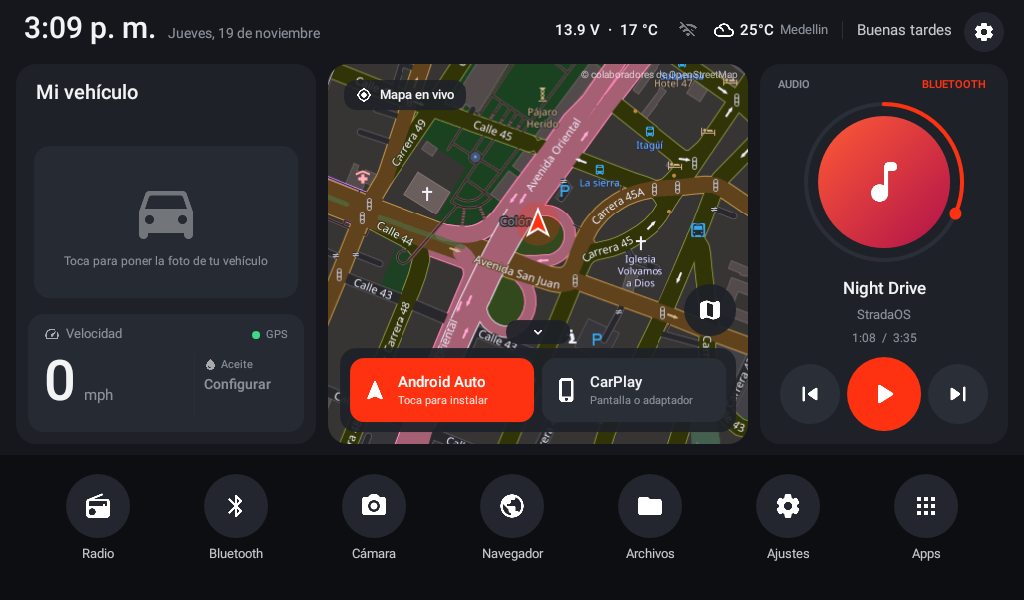 3:09 p. m.
Jueves, 19 de noviembre
13.9 V · 17 °C
25°C Medellin
Buenas tardes
Mi vehículo
Toca para poner la foto de tu vehículo
Velocidad
GPS
0 mph
Aceite
Configurar
© colaboradores de OpenStreetMap
Mapa en vivo
Hotel 47
Pájaro
Herido
Calle 45
Carrera 49
Avenida Oriental
Itagüí
La sierra
P
Carrera 45A
Colón
Calle 44
Carrera 45
Iglesia
Volvamos
a Dios
Avenida San Juan
Calle 43
Carrera 48
P
Android Auto
Toca para instalar
CarPlay
Pantalla o adaptador
AUDIO
BLUETOOTH
Night Drive
StradaOS
1:08 / 3:35
Radio
Bluetooth
Cámara
Navegador
Archivos
Ajustes
Apps